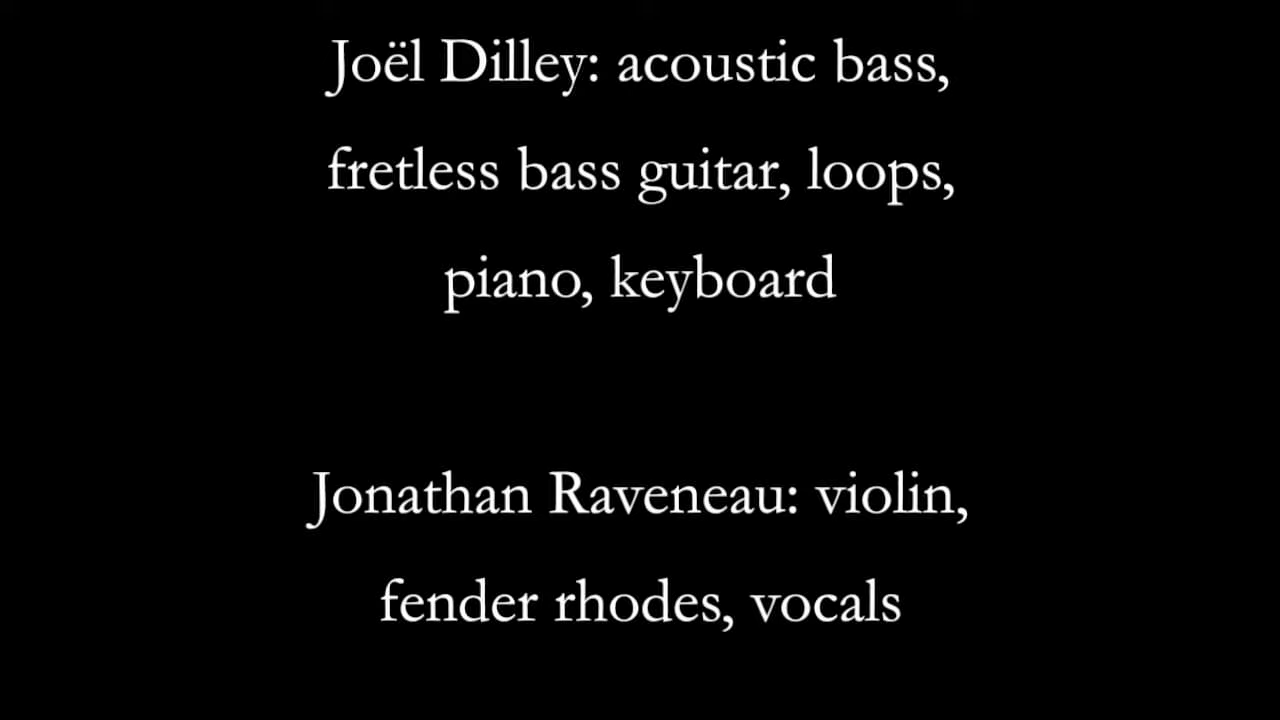 Joël Dilley: acoustic bass,
fretless bass guitar, loops,
piano, keyboard
Jonathan Raveneau: violin,
fender rhodes, vocals